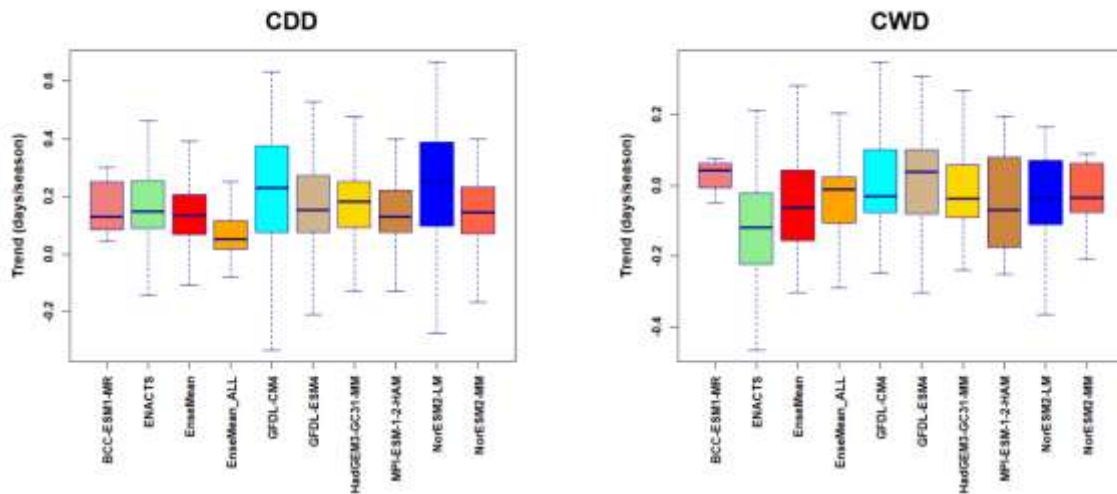 CDD
Trend (days/season)
0.6
0.4
0.2
0.0
-0.2
BCC-ESM1-MR
ENACTS
EnseMean
EnseMean_ALL
GFDL-CM4
GFDL-ESM4
HadGEM3-GC31-MM
MPI-ESM-1-2-HAM
NorESM2-LM
NorESM2-MM
CWD
Trend (days/season)
0.2
0.0
-0.2
-0.4
BCC-ESM1-MR
ENACTS
EnseMean
EnseMean_ALL
GFDL-CM4
GFDL-ESM4
HadGEM3-GC31-MM
MPI-ESM-1-2-HAM
NorESM2-LM
NorESM2-MM